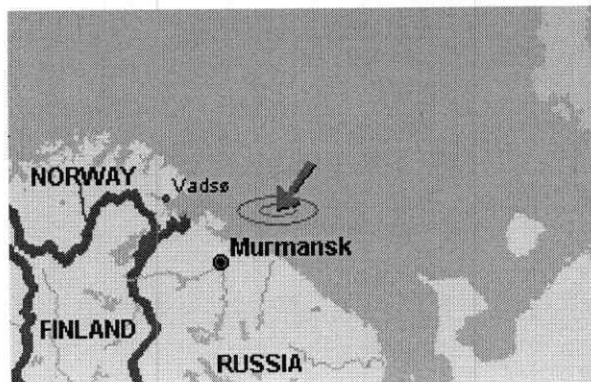 NORWAY
Vadsø
Murmansk
FINLAND
RUSSIA